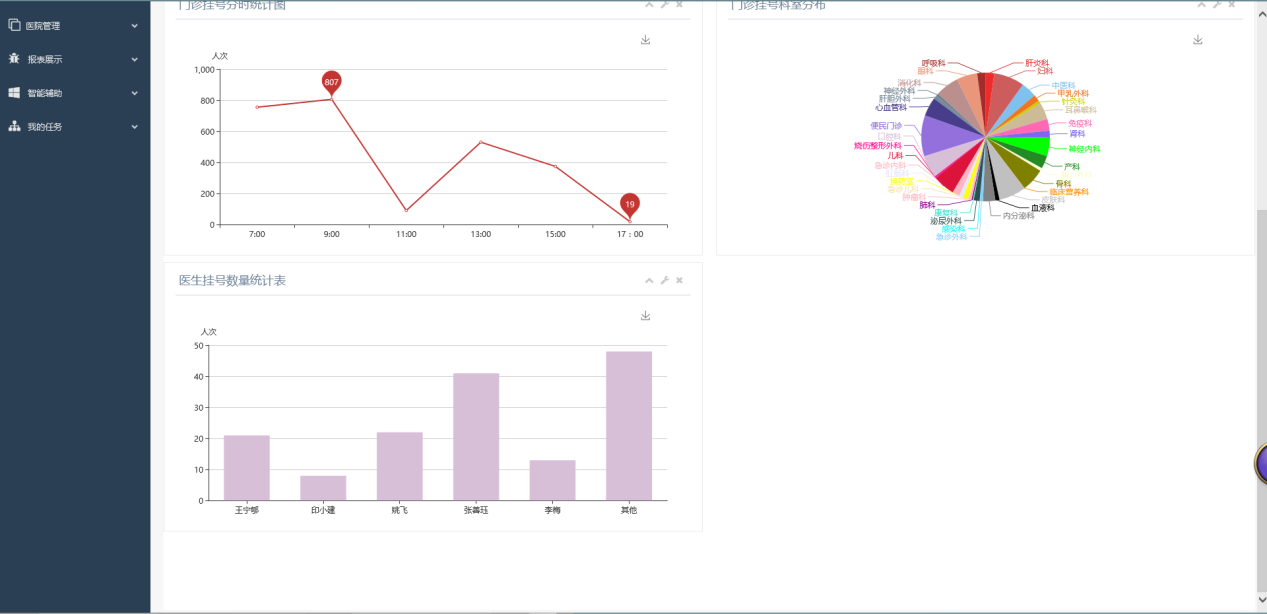 医院管理
报表展示
智能辅助
我的任务
门诊挂号分时统计图
人次
1,000
800
600
400
200
0
807
19
7:00
9:00
11:00
13:00
15:00
17：00
门诊挂号科室分布
呼吸科
眼科
消化科
神经外科
肝胆外科
心血管科
便民门诊
口腔科
烧伤整形外科
儿科
急诊内科
急诊儿科
肿瘤科
肺科
康复科
泌尿外科
感染科
急诊外科
肝炎科
妇科
中医科
甲乳外科
针灸科
耳鼻喉科
免疫科
肾科
神经内科
产科
骨科
临床营养科
皮肤科
血液科
内分泌科
医生挂号数量统计表
人次
50
40
30
20
10
0
王宁郇
印小建
姚飞
张善珏
李梅
其他